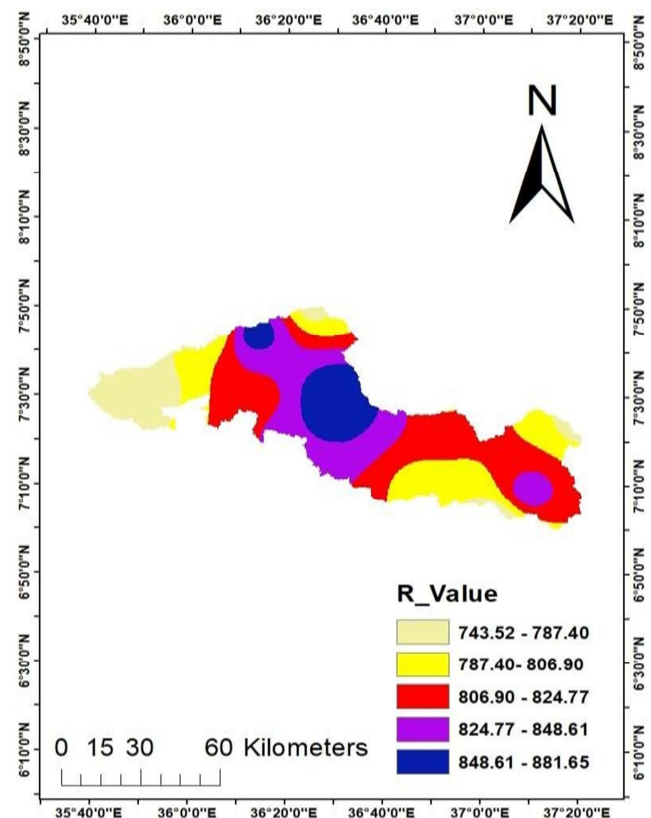 35°40'0"E 36°0'0"E 36°20'0"E 36°40'0"E 37°0'0"E 37°20'0"E
8°50'0"N 8°50'0"N
N
8°30'0"N 8°30'0"N
8°10'0"N 8°10'0"N
7°50'0"N 7°50'0"N
7°30'0"N 7°30'0"N
7°10'0"N 7°10'0"N
6°50'0"N 6°50'0"N
R_Value
743.52 - 787.40
6°30'0"N 6°30'0"N
787.40- 806.90
806.90 - 824.77
824.77 - 848.61
6°10'0"N 6°10'0"N
0 15 30 60 Kilometers
848.61 - 881.65
35°40'0"E 36°0'0"E 36°20'0"E 36°40'0"E 37°0'0"E 37°20'0"E